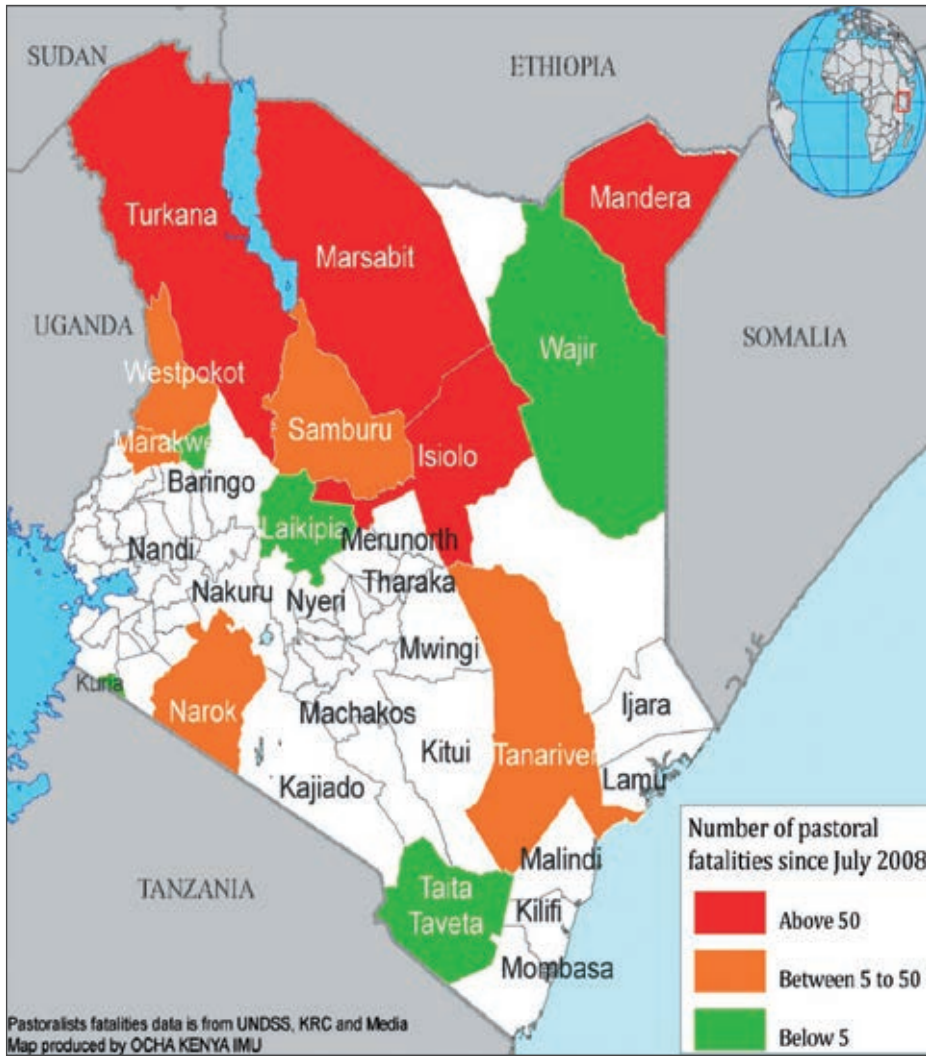 SUDAN
ETHIOPIA
Mandera
Turkana
Marsabit
UGANDA
SOMALIA
Wajir
Westpokot
Samburu
Marakwe
Isiolo
Baringo
Laikipia
Merunorth
Nandi
Tharaka
Nakuru
Nyeri
Mwingi
Kuria
Ijara
Narok
Machakos
Kitui
Tanariver
Kajiado
Lamu
Number of pastoral
fatalities since July 2008
Malindi
TANZANIA
Taita
Taveta
Kilifi
Above 50
Mombasa
Between 5 to 50
Pastoralists fatalities data is from UNDSS, KRC and Media
Map produced by OCHA KENYA IMU
Below 5